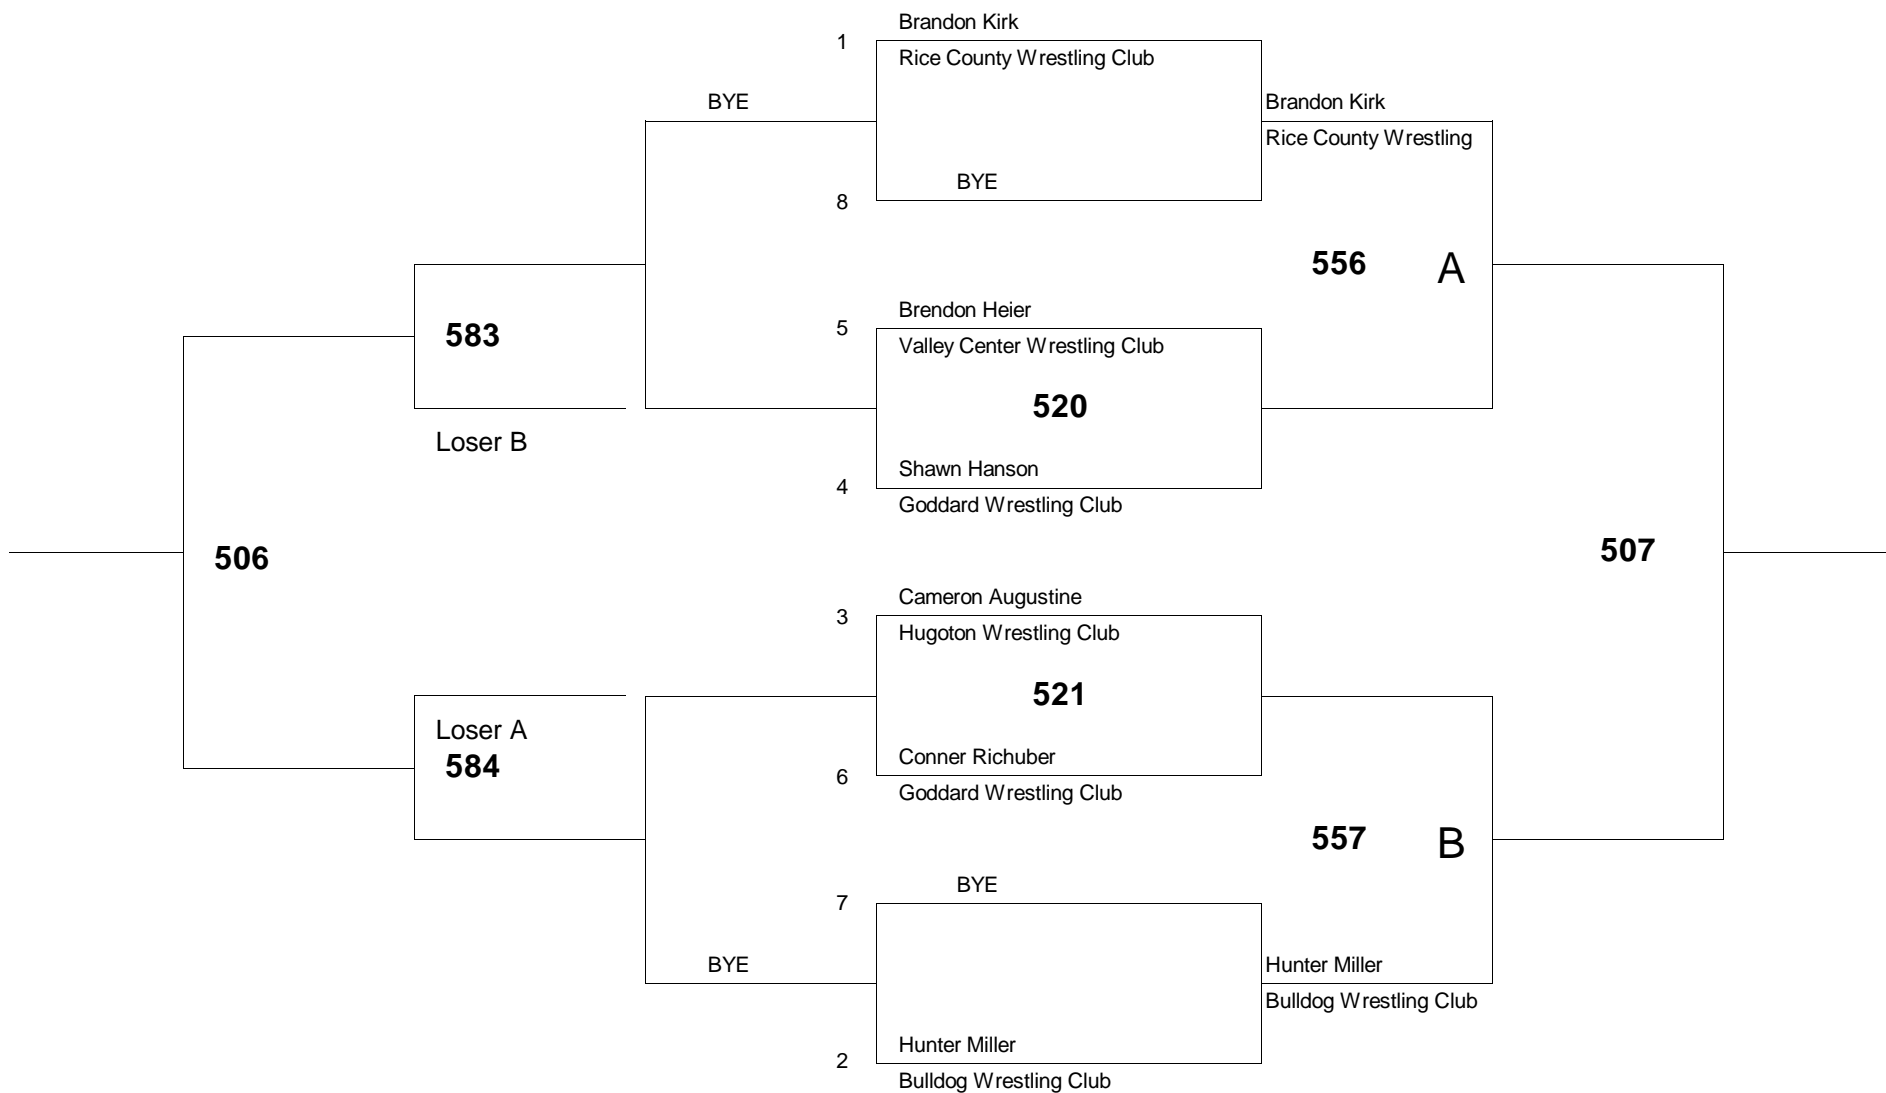 Brandon Kirk
1
Rice County Wrestling Club
BYE
Brandon Kirk
Rice County Wrestling
BYE
8
556
A
Brendon Heier
5
583
Valley Center Wrestling Club
520
Loser B
Shawn Hanson
4
Goddard Wrestling Club
506
507
Cameron Augustine
3
Hugoton Wrestling Club
521
Loser A
584
Conner Richuber
6
Goddard Wrestling Club
557
B
BYE
7
BYE
Hunter Miller
Bulldog Wrestling Club
Hunter Miller
2
Bulldog Wrestling Club